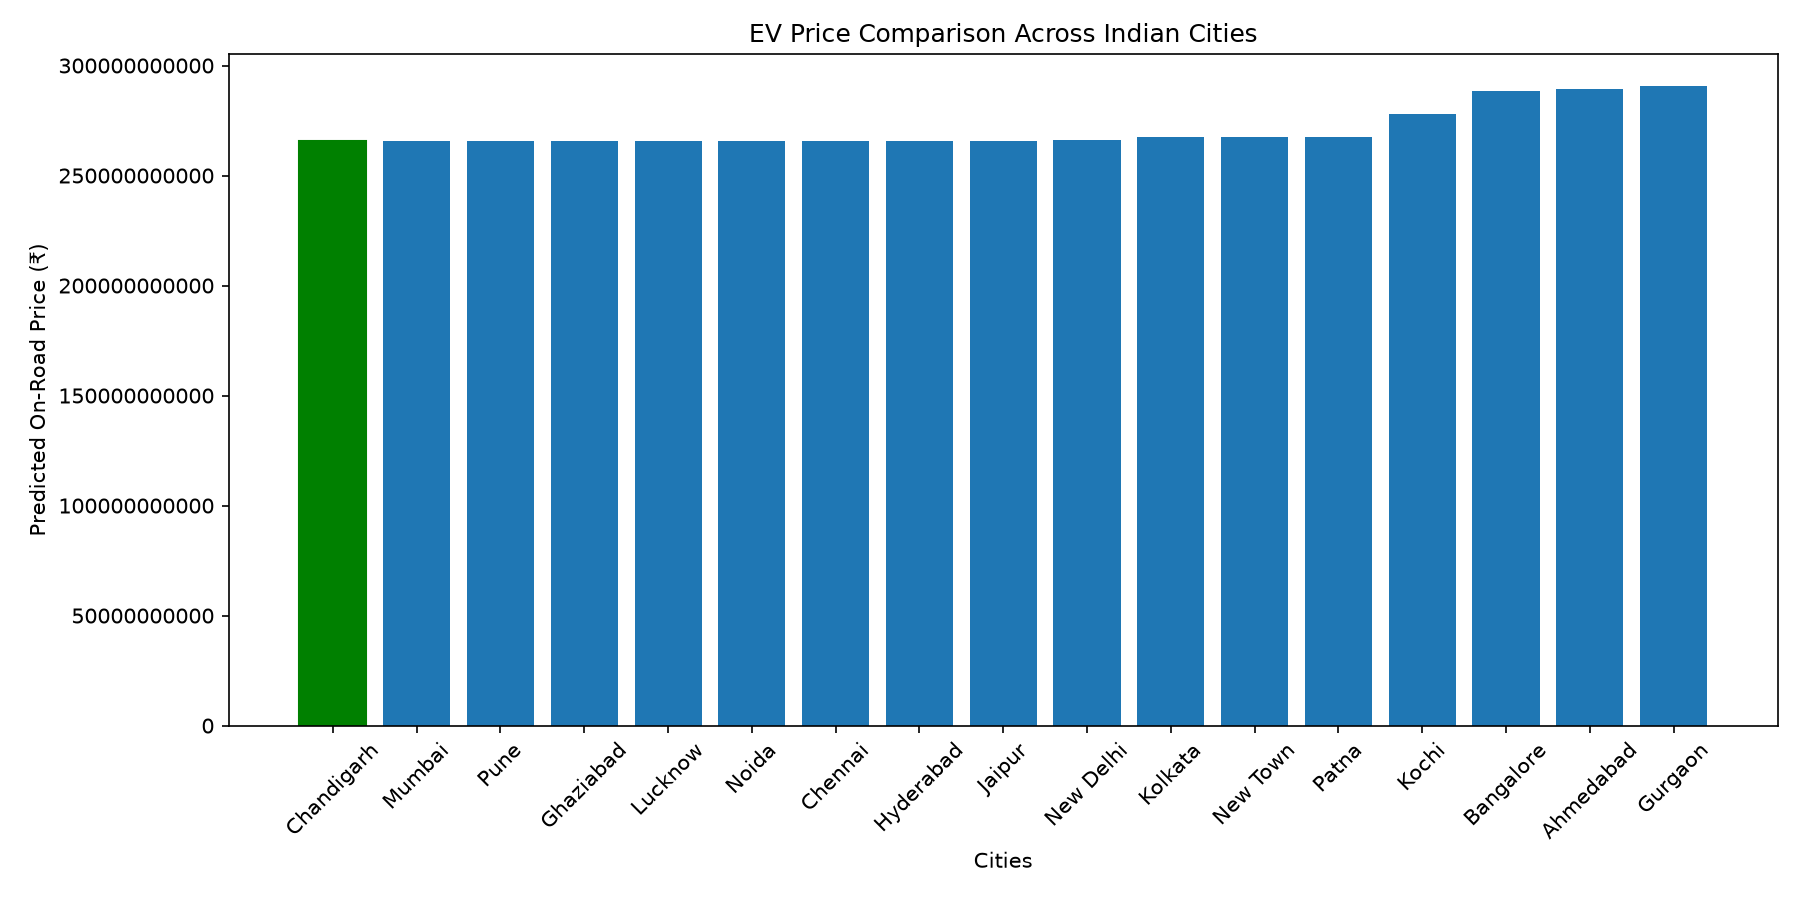 EV Price Comparison Across Indian Cities
Predicted On-Road Price (₹)
300000000000
250000000000
200000000000
150000000000
100000000000
50000000000
0
Chandigarh
Mumbai
Pune
Ghaziabad
Lucknow
Noida
Chennai
Hyderabad
Jaipur
New Delhi
Kolkata
New Town
Patna
Kochi
Bangalore
Ahmedabad
Gurgaon
Cities